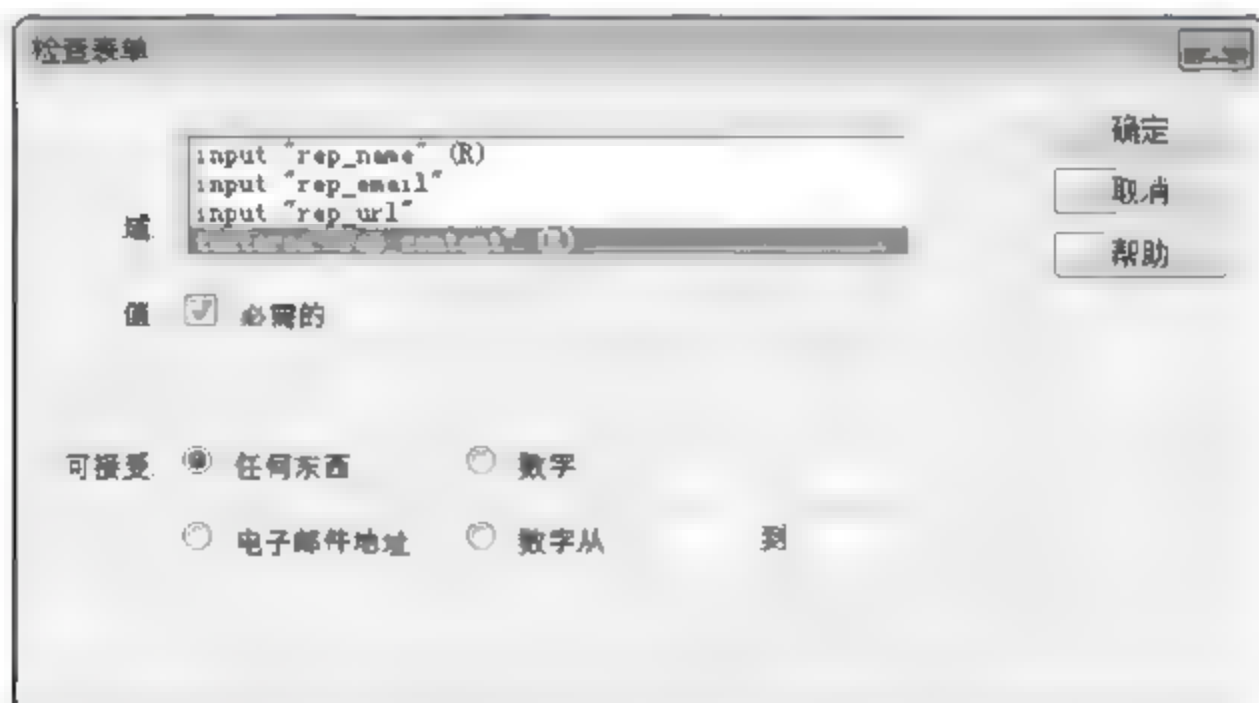 检查表单
input "rep_name" (R)
input "rep_email"
input "rep_url"
(R)
域
值 必需的
可接受 任何东西 数字
电子邮件地址 数字从 到
确定
取消
帮助